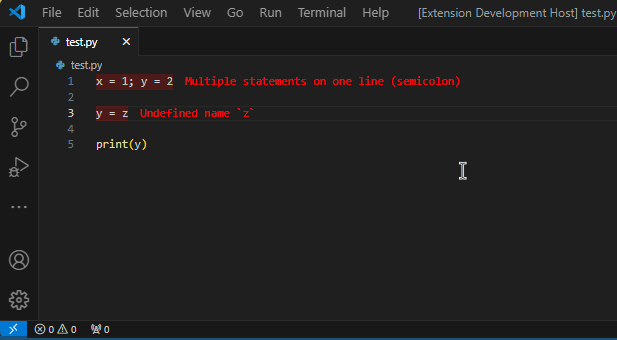 File Edit Selection View Go Run Terminal Help [Extension Development Host] test.py
test.py
test.py
1 x = 1; y = 2 Multiple statements on one line (semicolon)
2
3 y = z Undefined name `z`
4
5 print(y)
0 0 0